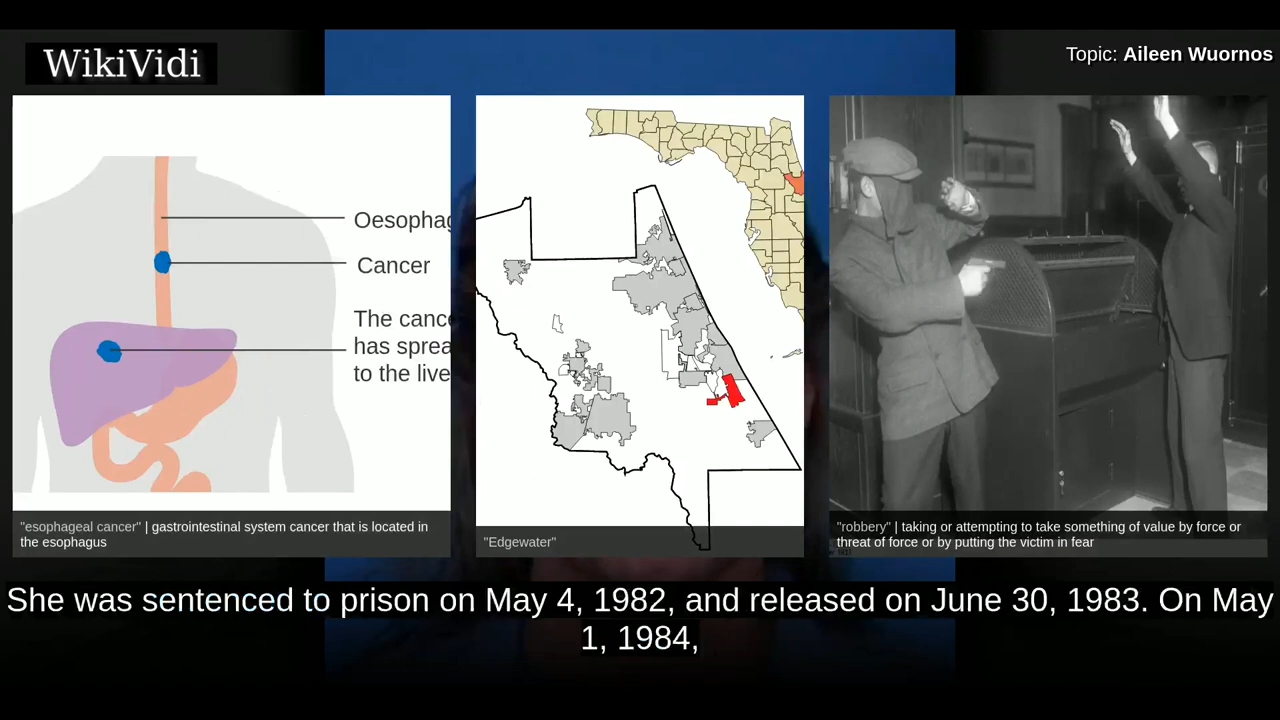 WikiVidi
Topic: Aileen Wuornos
Oesophag
Cancer
The canc
has sprea
to the live
"esophageal cancer" | gastrointestinal system cancer that is located in
the esophagus
"Edgewater"
"robbery" | taking or attempting to take something of value by force or
threat of force or by putting the victim in fear
She was sentenced to prison on May 4, 1982, and released on June 30, 1983. On May
1, 1984,